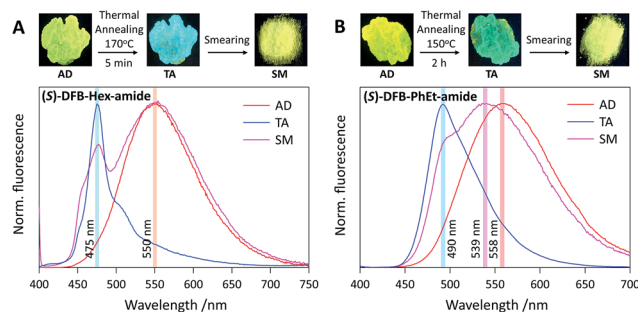 A
Thermal
Annealing
170°C
5 min
Smearing
AD
TA
SM
(S)-DFB-Hex-amide
AD
TA
SM
475 nm
550 nm
Norm. fluorescence
400 450 500 550 600 650 700 750
Wavelength /nm
B
Thermal
Annealing
150°C
2 h
Smearing
AD
TA
SM
(S)-DFB-PhEt-amide
AD
TA
SM
490 nm
539 nm
558 nm
Norm. fluorescence
400 450 500 550 600 650 700
Wavelength /nm